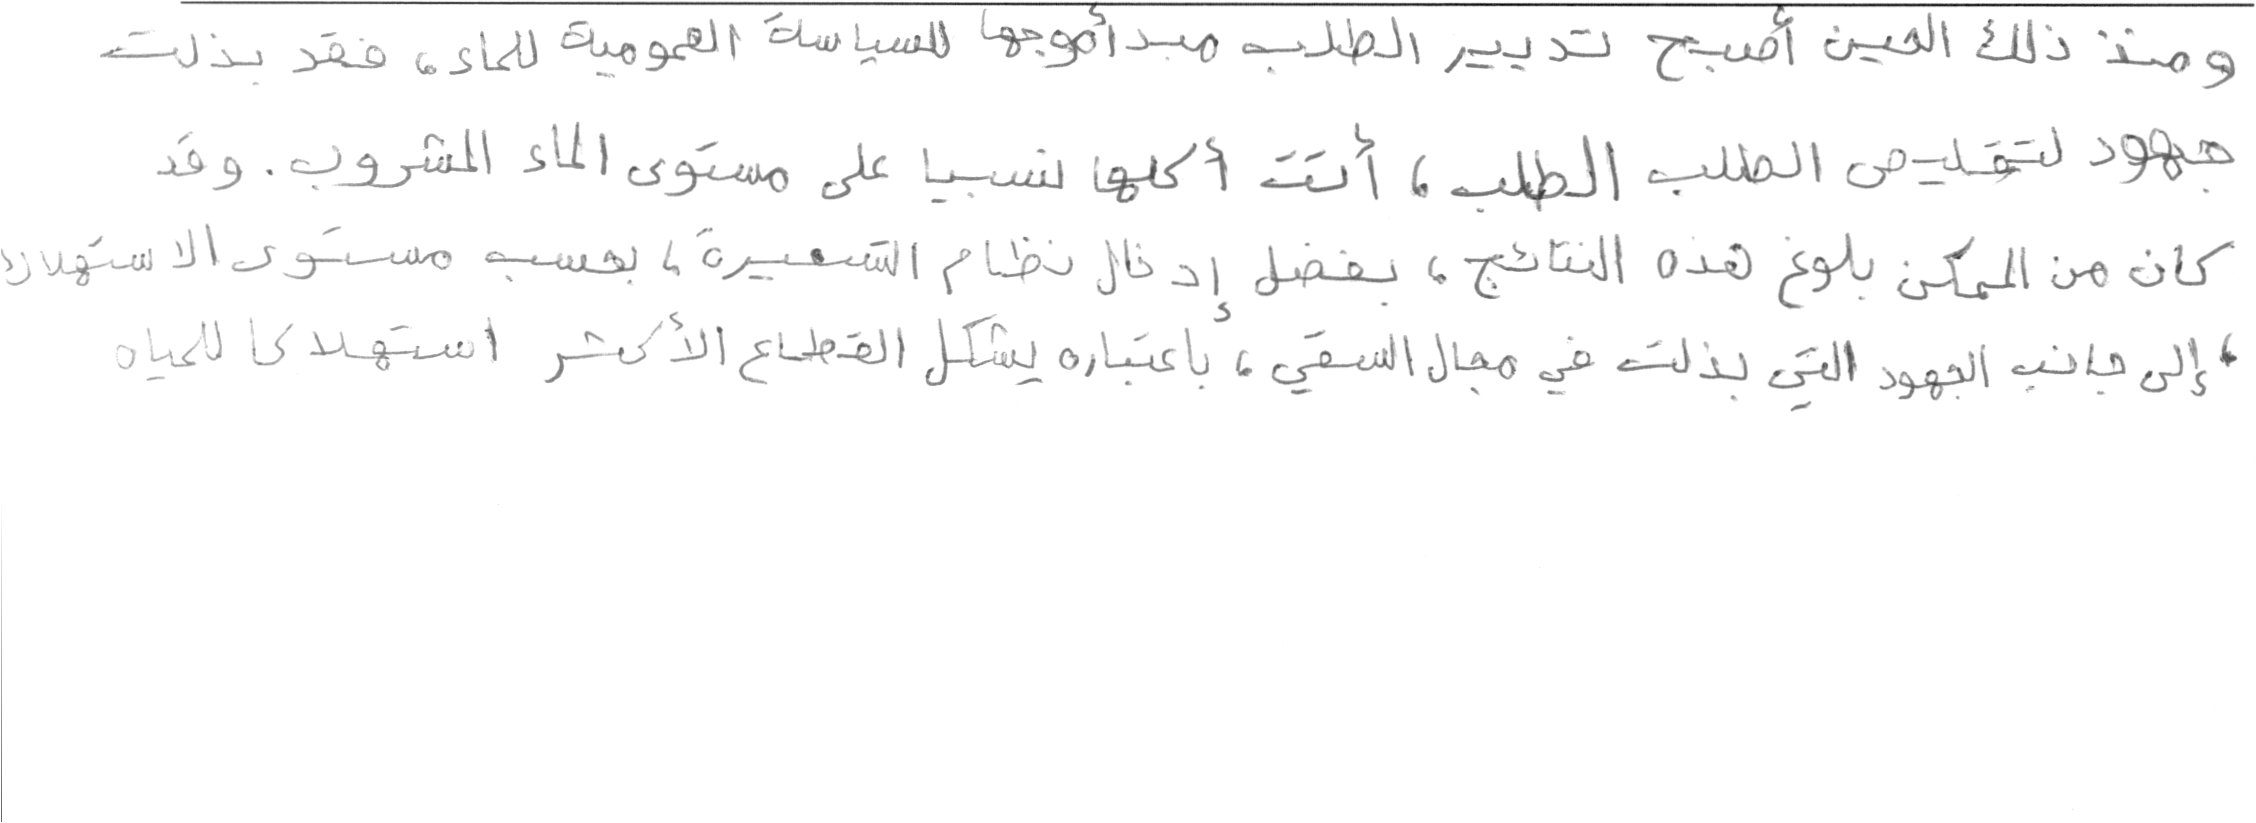 ومنذ ذلك الحين أصبح تدبير الطلب مبدأ موجها للسياسة العمومية للماء، فقد بذلت
جهود لتقليص الطلب الطلب، أتت أكلها نسبيا على مستوى الماء المشروب. وقد
كان من الممكن بلوغ هذه النتائج، بفضل إدخال نظام التسعيرة، بحسب مستوى الاستهلاك
، إلى جانب الجهود التي بذلت في مجال السقي، باعتباره يشكل القطاع الأكثر استهلاكا للمياه